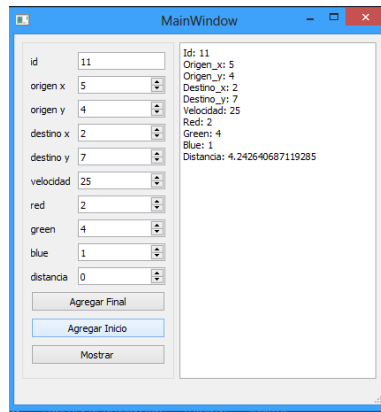 MainWindow
id 11
origen x 5
origen y 4
destino x 2
destino y 7
velocidad 25
red 2
green 4
blue 1
distancia 0
Agregar Final
Agregar Inicio
Mostrar
Id: 11
Origen_x: 5
Origen_y: 4
Destino_x: 2
Destino_y: 7
Velocidad: 25
Red: 2
Green: 4
Blue: 1
Distancia: 4.242640687119285